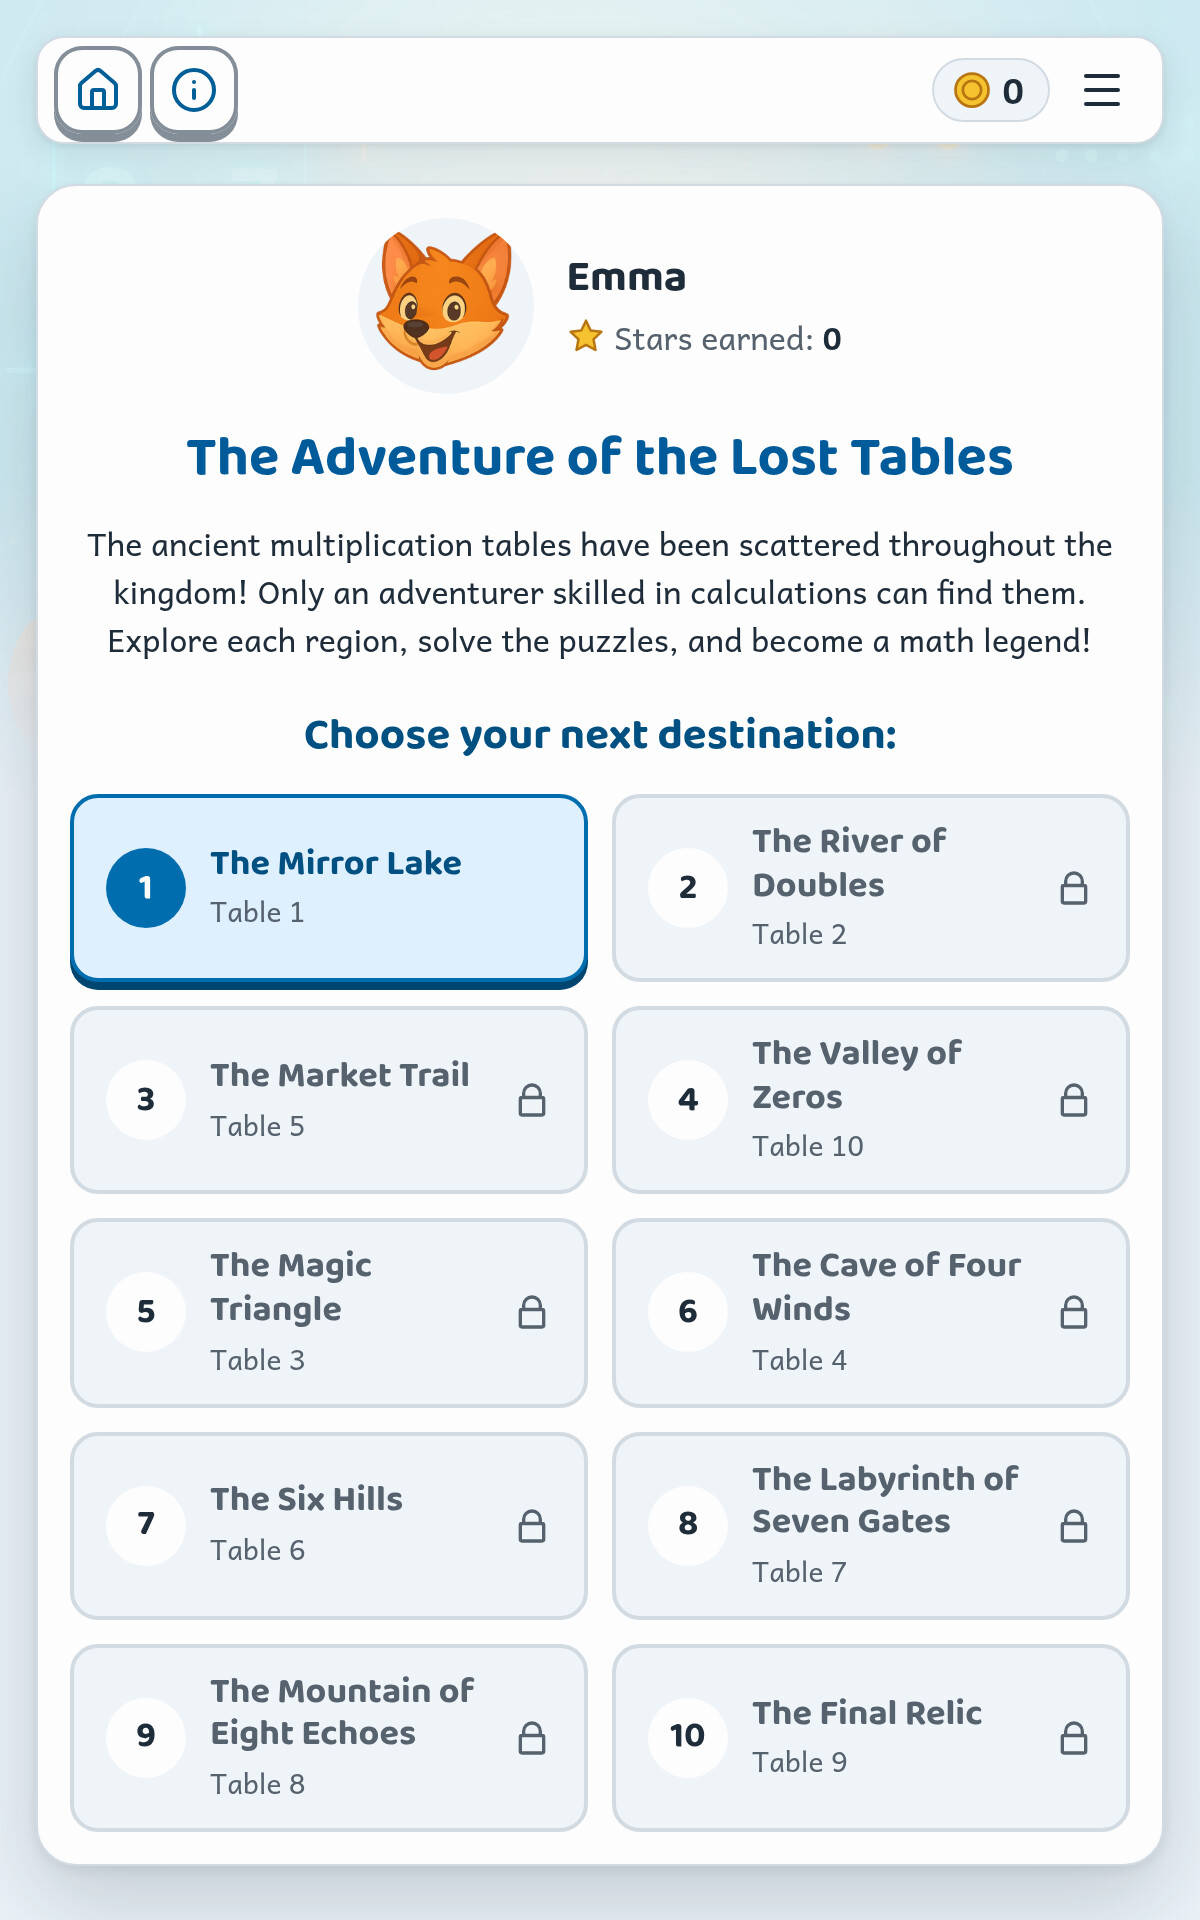 0
Emma
Stars earned: 0
The Adventure of the Lost Tables
The ancient multiplication tables have been scattered throughout the
kingdom! Only an adventurer skilled in calculations can find them.
Explore each region, solve the puzzles, and become a math legend!
Choose your next destination:
1
The Mirror Lake
Table 1
2
The River of
Doubles
Table 2
3
The Market Trail
Table 5
4
The Valley of
Zeros
Table 10
5
The Magic
Triangle
Table 3
6
The Cave of Four
Winds
Table 4
7
The Six Hills
Table 6
8
The Labyrinth of
Seven Gates
Table 7
9
The Mountain of
Eight Echoes
Table 8
10
The Final Relic
Table 9